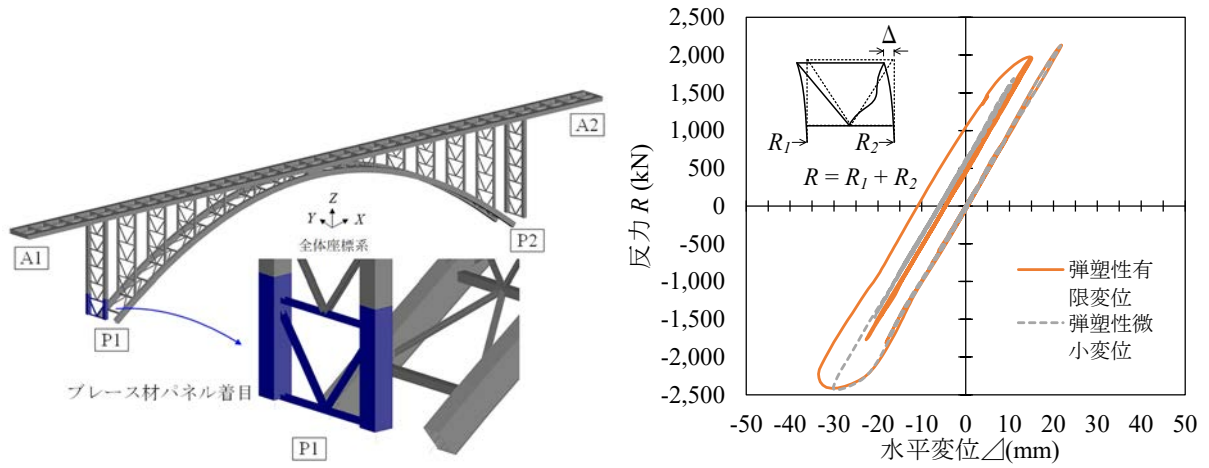 A2
Z
Y
X
全体座標系
P2
A1
P1
ブレース材パネル着目
P1
反力 R (kN)
2,500
2,000
1,500
1,000
500
0
-500
-1,000
-1,500
-2,000
-2,500
Δ
R1
R2
R = R1 + R2
弾塑性有
限変位
弾塑性微
小変位
-50 -40 -30 -20 -10 0 10 20 30 40 50
水平変位⊿(mm)